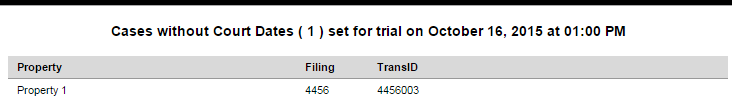 Cases without Court Dates ( 1 ) set for trial on October 16, 2015 at 01:00 PM
Property Filing TransID
Property 1 4456 4456003